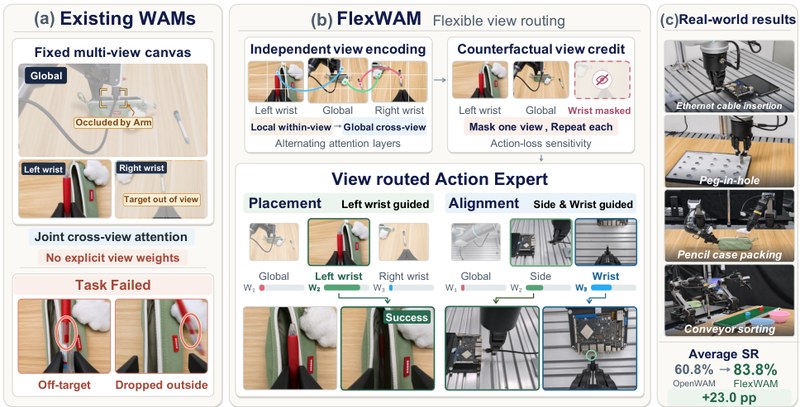 (a) Existing WAMs
Fixed multi-view canvas
Global
Occluded by Arm
Left wrist
Right wrist
Target out of view
Joint cross-view attention
No explicit view weights
Task Failed
Off-target
Dropped outside
(b) FlexWAM Flexible view routing
Independent view encoding
Left wrist
Global
Right wrist
Local within-view → Global cross-view
Alternating attention layers
Counterfactual view credit
Left wrist
Global
Wrist masked
Mask one view , Repeat each
Action-loss sensitivity
View routed Action Expert
Placement
Left wrist guided
Global
Left wrist
Right wrist
W₁
W₂
W₃
Success
Alignment
Side & Wrist guided
Global
Side
Wrist
W₁
W₂
W₃
(c) Real-world results
Ethernet cable insertion
Peg-in-hole
Pencil case packing
Conveyor sorting
Average SR
60.8% → 83.8%
OpenWAM FlexWAM
+23.0 pp